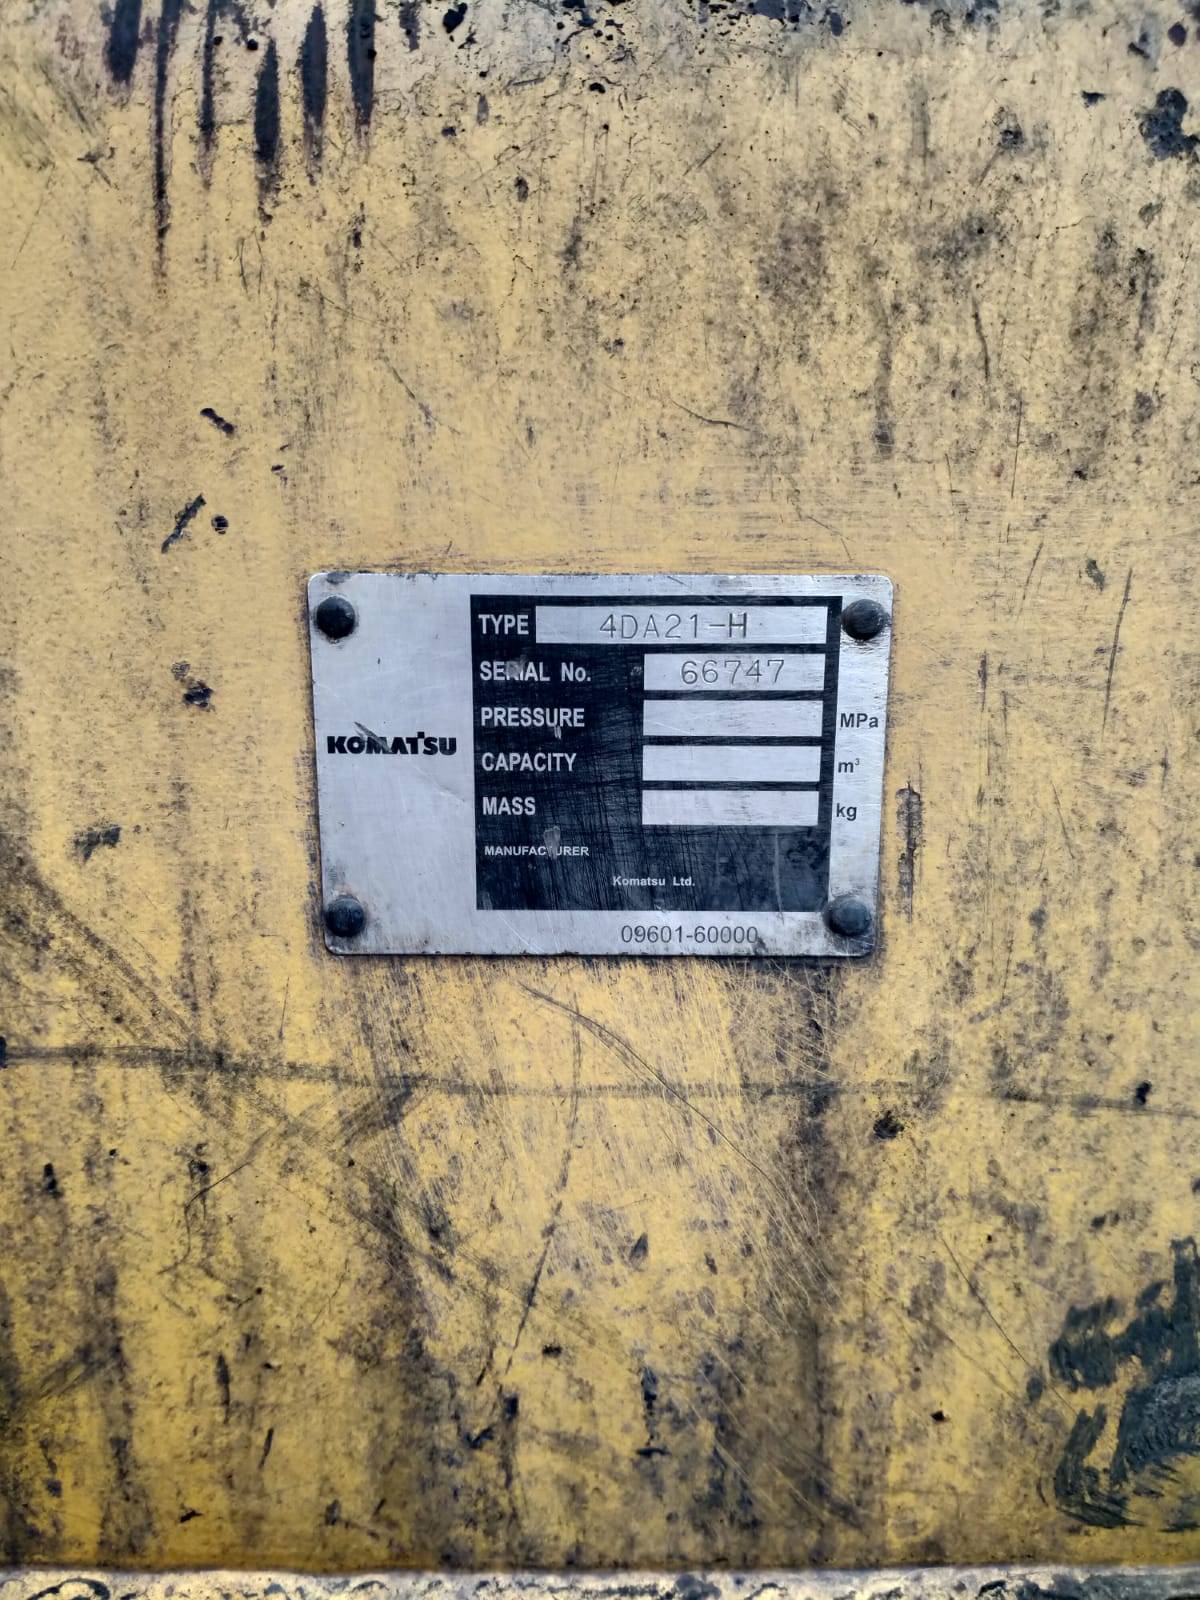 KOMATSU
TYPE 4DA21-H
SERIAL No. 66747
PRESSURE MPa
CAPACITY m³
MASS kg
MANUFACTURER
Komatsu Ltd.
09601-60000